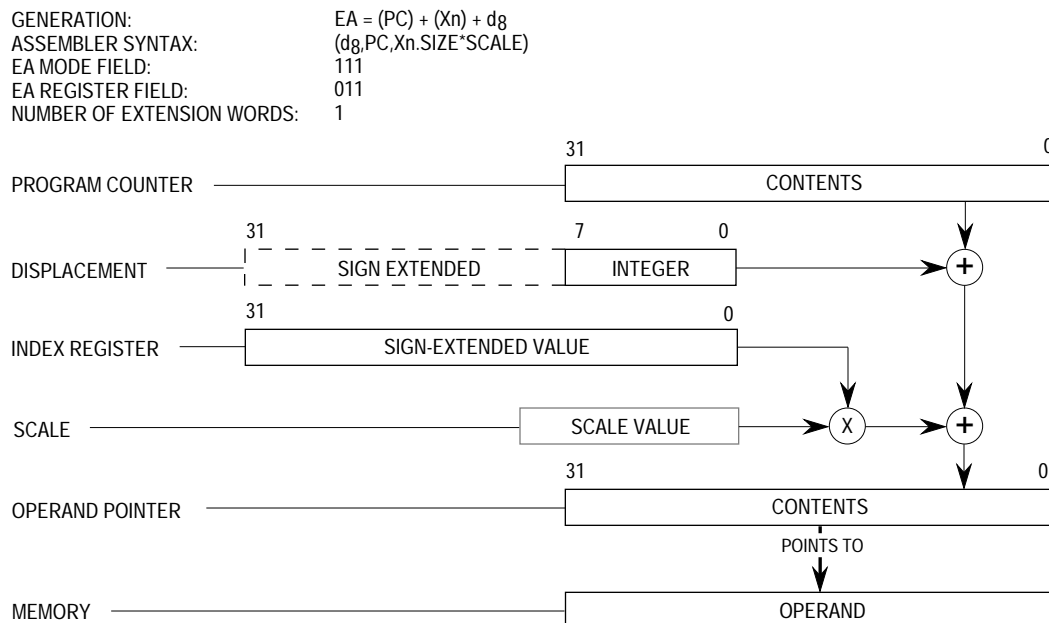 GENERATION: EA = (PC) + (Xn) + d8
ASSEMBLER SYNTAX: (d8,PC,Xn.SIZE*SCALE)
EA MODE FIELD: 111
EA REGISTER FIELD: 011
NUMBER OF EXTENSION WORDS: 1
31 0
PROGRAM COUNTER CONTENTS
31 7 0
DISPLACEMENT SIGN EXTENDED INTEGER +
31 0
INDEX REGISTER SIGN-EXTENDED VALUE
SCALE SCALE VALUE X +
31 0
OPERAND POINTER CONTENTS
POINTS TO
MEMORY OPERAND